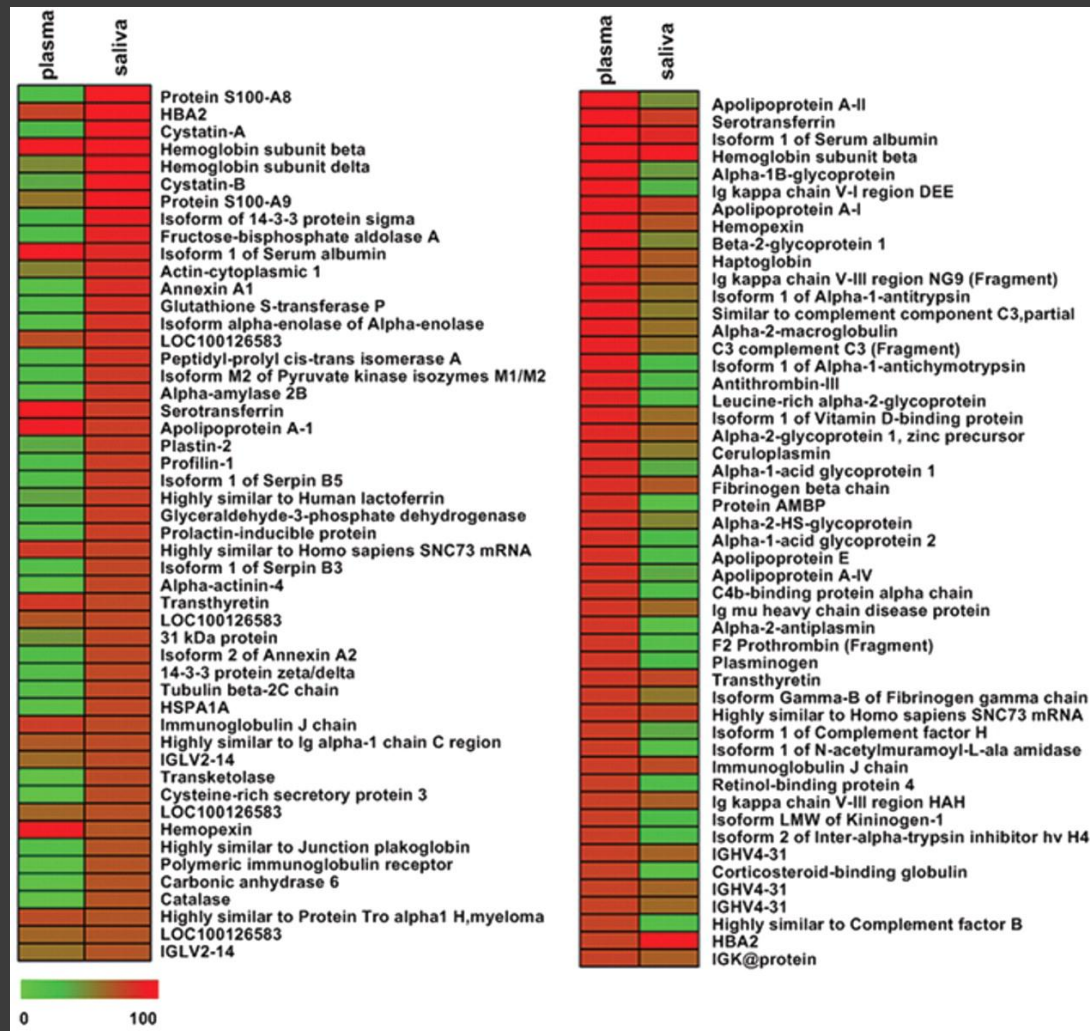 plasma
saliva
Protein S100-A8
HBA2
Cystatin-A
Hemoglobin subunit beta
Hemoglobin subunit delta
Cystatin-B
Protein S100-A9
Isoform of 14-3-3 protein sigma
Fructose-bisphosphate aldolase A
Isoform 1 of Serum albumin
Actin-cytoplasmic 1
Annexin A1
Glutathione S-transferase P
Isoform alpha-enolase of Alpha-enolase
LOC100126583
Peptidyl-prolyl cis-trans isomerase A
Isoform M2 of Pyruvate kinase isozymes M1/M2
Alpha-amylase 2B
Serotransferrin
Apolipoprotein A-1
Plastin-2
Profilin-1
Isoform 1 of Serpin B5
Highly similar to Human lactoferrin
Glyceraldehyde-3-phosphate dehydrogenase
Prolactin-inducible protein
Highly similar to Homo sapiens SNC73 mRNA
Isoform 1 of Serpin B3
Alpha-actinin-4
Transthyretin
LOC100126583
31 kDa protein
Isoform 2 of Annexin A2
14-3-3 protein zeta/delta
Tubulin beta-2C chain
HSPA1A
Immunoglobulin J chain
Highly similar to Ig alpha-1 chain C region
IGLV2-14
Transketolase
Cysteine-rich secretory protein 3
LOC100126583
Hemopexin
Highly similar to Junction plakoglobin
Polymeric immunoglobulin receptor
Carbonic anhydrase 6
Catalase
Highly similar to Protein Tro alpha1 H,myeloma
LOC100126583
IGLV2-14
0
100
plasma
saliva
Apolipoprotein A-II
Serotransferrin
Isoform 1 of Serum albumin
Hemoglobin subunit beta
Alpha-1B-glycoprotein
Ig kappa chain V-I region DEE
Apolipoprotein A-I
Hemopexin
Beta-2-glycoprotein 1
Haptoglobin
Ig kappa chain V-III region NG9 (Fragment)
Isoform 1 of Alpha-1-antitrypsin
Similar to complement component C3,partial
Alpha-2-macroglobulin
C3 complement C3 (Fragment)
Isoform 1 of Alpha-1-antichymotrypsin
Antithrombin-III
Leucine-rich alpha-2-glycoprotein
Isoform 1 of Vitamin D-binding protein
Alpha-2-glycoprotein 1, zinc precursor
Ceruloplasmin
Alpha-1-acid glycoprotein 1
Fibrinogen beta chain
Protein AMBP
Alpha-2-HS-glycoprotein
Alpha-1-acid glycoprotein 2
Apolipoprotein E
Apolipoprotein A-IV
C4b-binding protein alpha chain
Ig mu heavy chain disease protein
Alpha-2-antiplasmin
F2 Prothrombin (Fragment)
Plasminogen
Transthyretin
Isoform Gamma-B of Fibrinogen gamma chain
Highly similar to Homo sapiens SNC73 mRNA
Isoform 1 of Complement factor H
Isoform 1 of N-acetylmuramoyl-L-ala amidase
Immunoglobulin J chain
Retinol-binding protein 4
Ig kappa chain V-III region HAH
Isoform LMW of Kininogen-1
Isoform 2 of Inter-alpha-trypsin inhibitor hv H4
IGHV4-31
Corticosteroid-binding globulin
IGHV4-31
IGHV4-31
Highly similar to Complement factor B
HBA2
IGK@protein